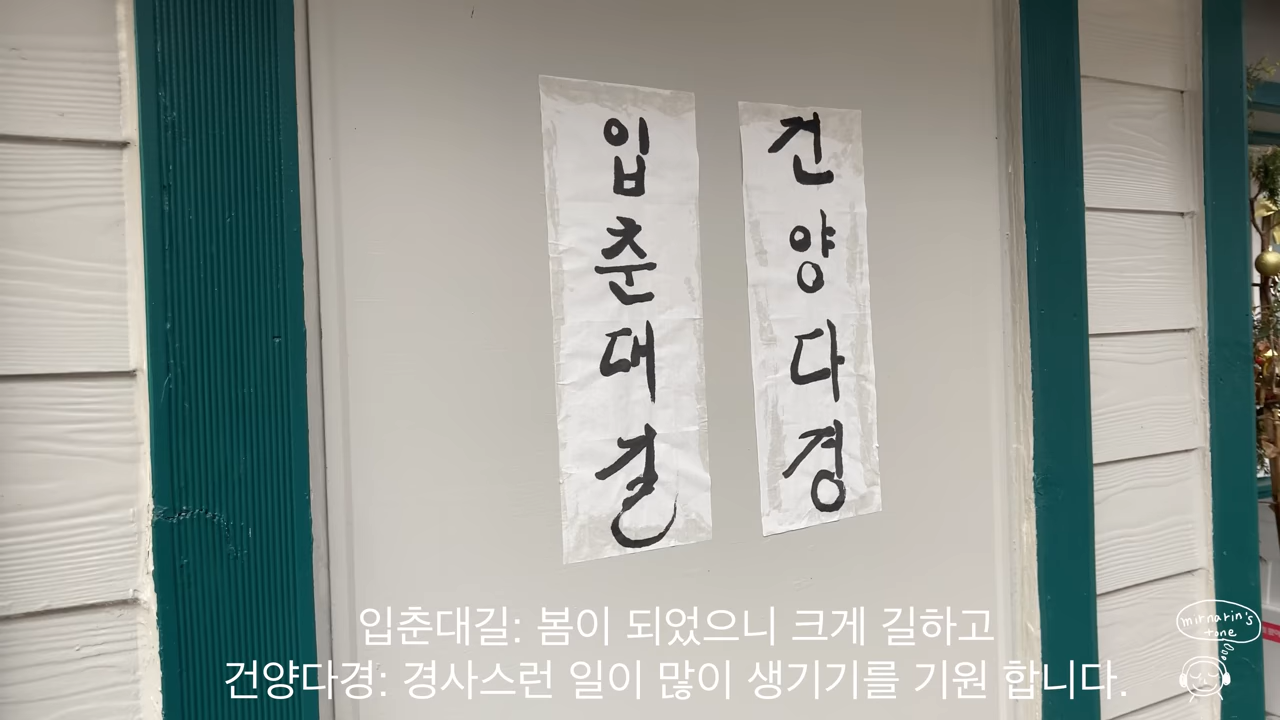 입춘대길
건양다경
입춘대길: 봄이 되었으니 크게 길하고
건양다경: 경사스런 일이 많이 생기기를 기원 합니다.
mirnarin's
tone